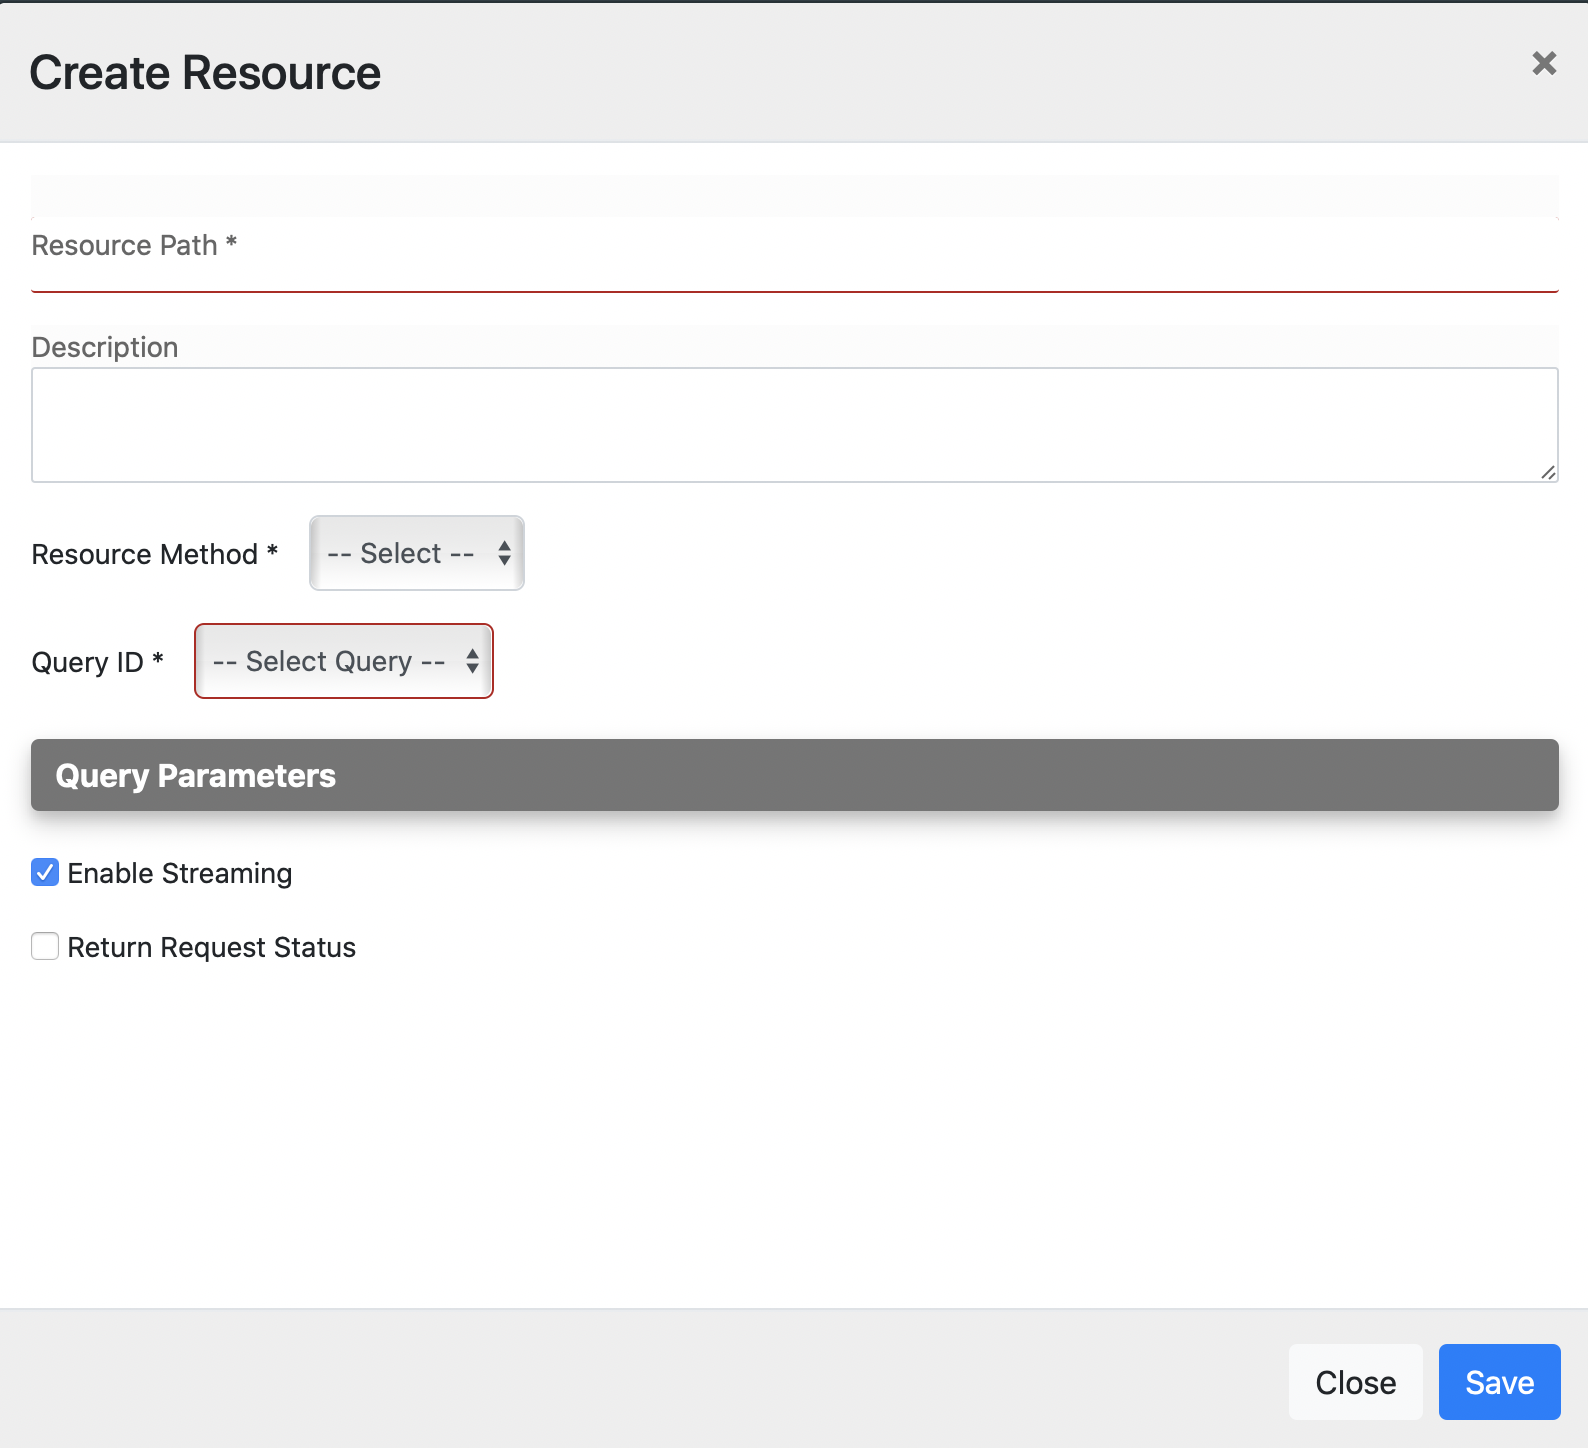 Create Resource
Resource Path *
Description
Resource Method * -- Select --
Query ID * -- Select Query --
Query Parameters
Enable Streaming
Return Request Status
Close Save